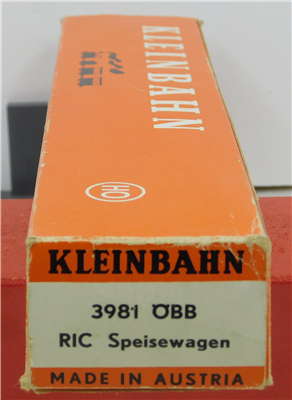 KLEINBAHN
HO
KLEINBAHN
3981 ÖBB
RIC Speisewagen
MADE IN AUSTRIA